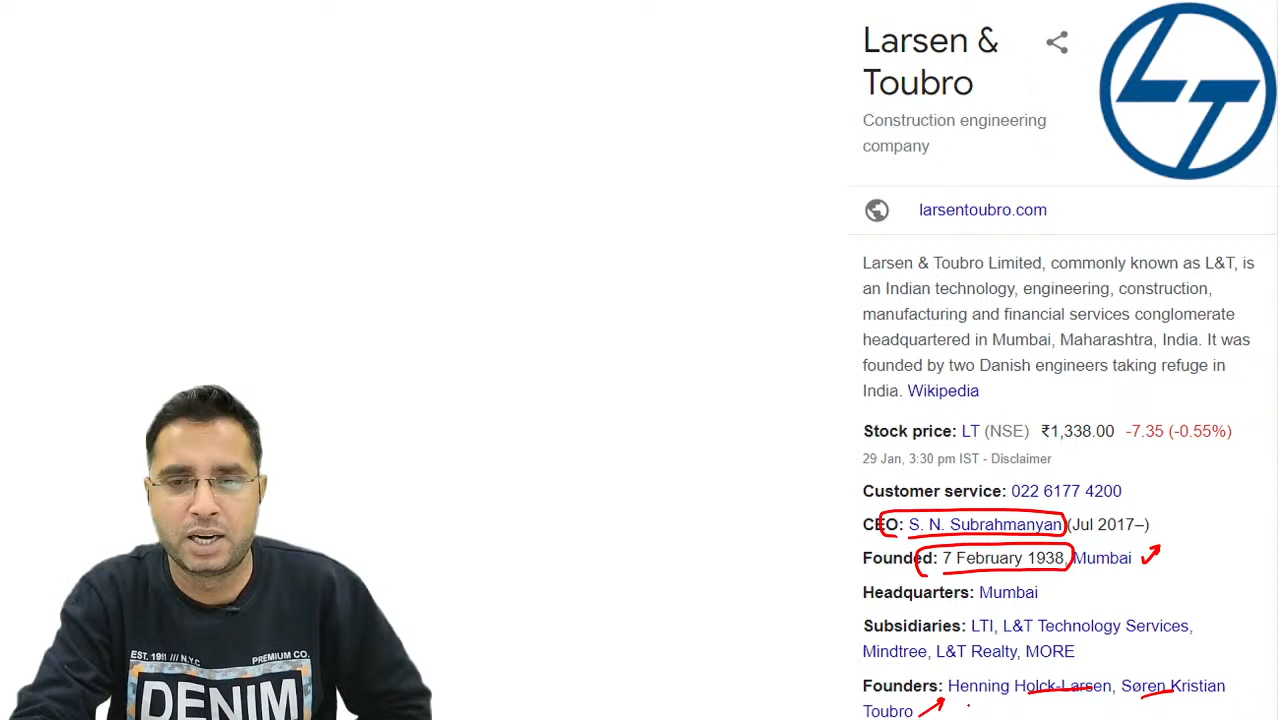 Larsen &
Toubro
Construction engineering
company
LT
larsentoubro.com
Larsen & Toubro Limited, commonly known as L&T, is
an Indian technology, engineering, construction,
manufacturing and financial services conglomerate
headquartered in Mumbai, Maharashtra, India. It was
founded by two Danish engineers taking refuge in
India. Wikipedia
Stock price: LT (NSE) ₹1,338.00 -7.35 (-0.55%)
29 Jan, 3:30 pm IST - Disclaimer
Customer service: 022 6177 4200
CEO: S. N. Subrahmanyan (Jul 2017–)
Founded: 7 February 1938, Mumbai
Headquarters: Mumbai
Subsidiaries: LTI, L&T Technology Services,
Mindtree, L&T Realty, MORE
Founders: Henning Holck-Larsen, Søren Kristian
Toubro
EST. 1911 /// N.Y.C PREMIUM CO.
DENIM